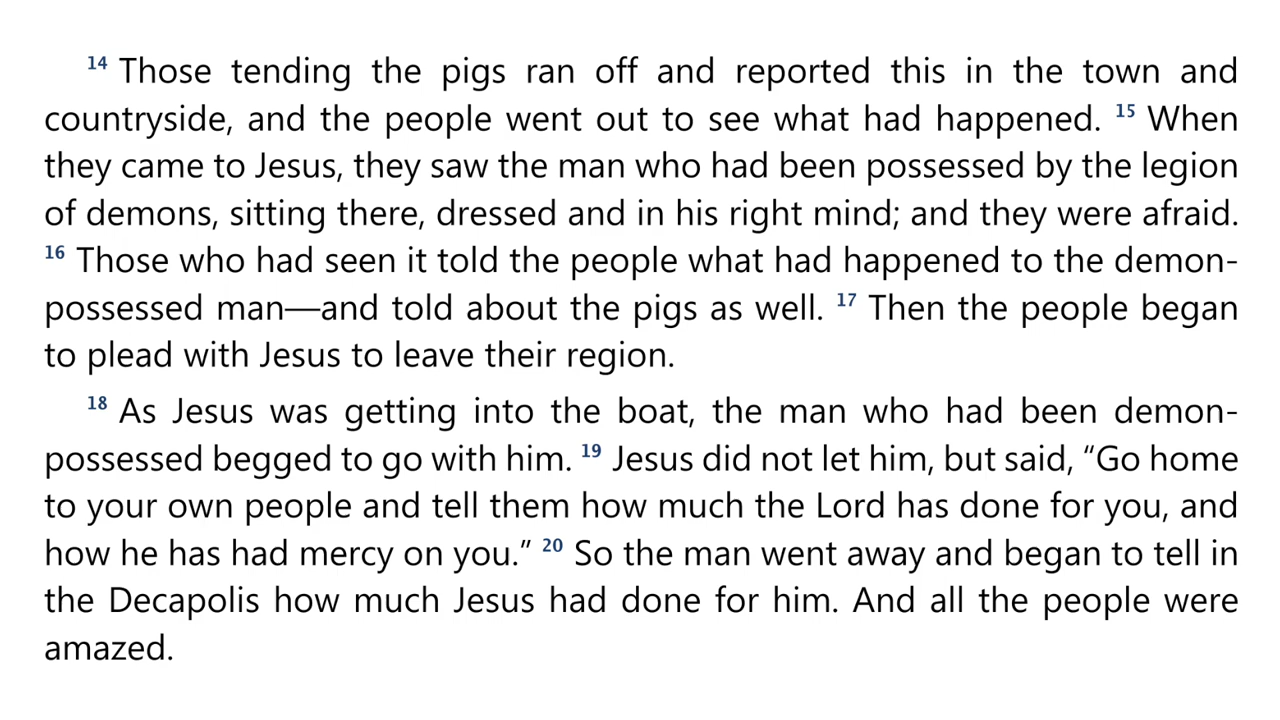 14 Those tending the pigs ran off and reported this in the town and
countryside, and the people went out to see what had happened. 15 When
they came to Jesus, they saw the man who had been possessed by the legion
of demons, sitting there, dressed and in his right mind; and they were afraid.
16 Those who had seen it told the people what had happened to the demon-
possessed man—and told about the pigs as well. 17 Then the people began
to plead with Jesus to leave their region.
18 As Jesus was getting into the boat, the man who had been demon-
possessed begged to go with him. 19 Jesus did not let him, but said, “Go home
to your own people and tell them how much the Lord has done for you, and
how he has had mercy on you.” 20 So the man went away and began to tell in
the Decapolis how much Jesus had done for him. And all the people were
amazed.